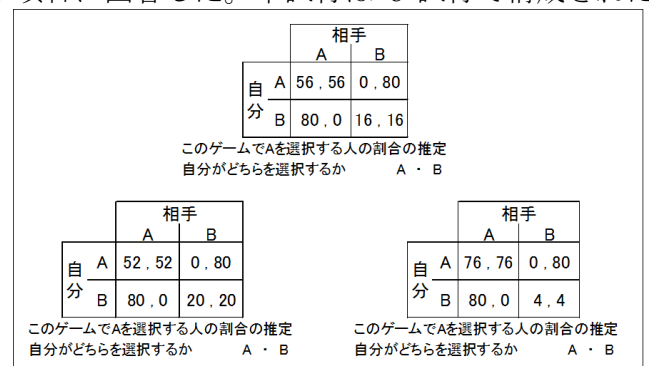 相手
A B
自分 A 56 , 56 0 , 80
B 80 , 0 16 , 16
このゲームでAを選択する人の割合の推定
自分がどちらを選択するか A ・ B
相手
A B
自分 A 52 , 52 0 , 80
B 80 , 0 20 , 20
このゲームでAを選択する人の割合の推定
自分がどちらを選択するか A ・ B
相手
A B
自分 A 76 , 76 0 , 80
B 80 , 0 4 , 4
このゲームでAを選択する人の割合の推定
自分がどちらを選択するか A ・ B